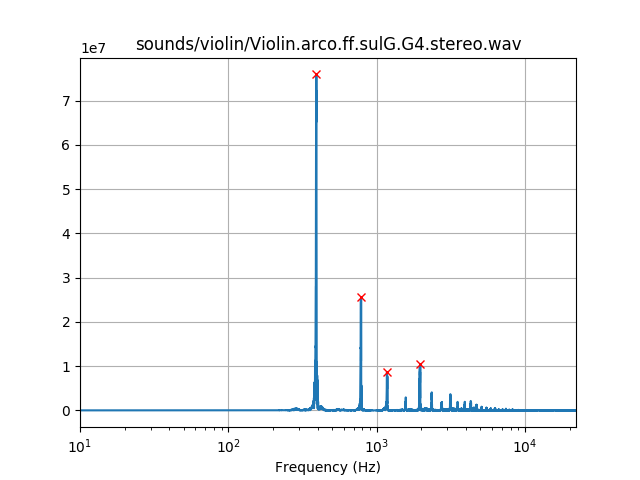 sounds/violin/Violin.arco.ff.sulG.G4.stereo.wav
1e7
7
6
5
4
3
2
1
0
10¹ 10² 10³ 10⁴
Frequency (Hz)